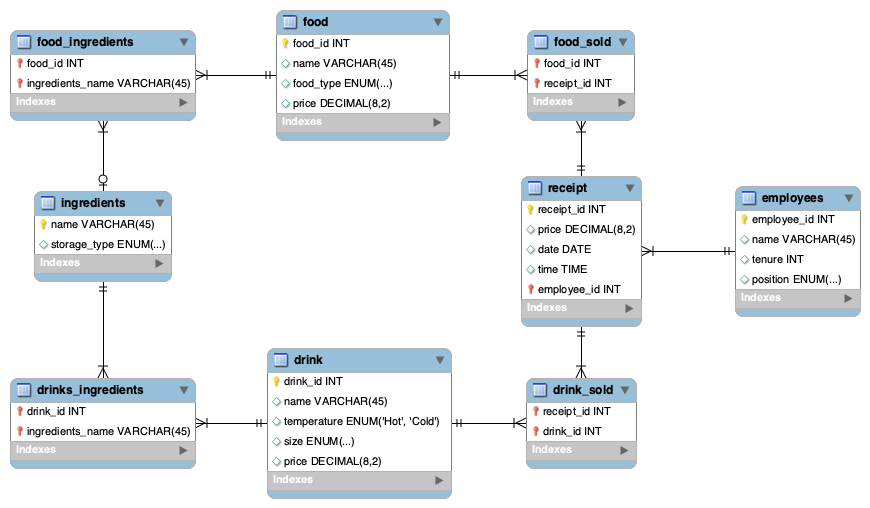 food_ingredients
food_id INT
ingredients_name VARCHAR(45)
Indexes
food
food_id INT
name VARCHAR(45)
food_type ENUM(...)
price DECIMAL(8,2)
Indexes
food_sold
food_id INT
receipt_id INT
Indexes
ingredients
name VARCHAR(45)
storage_type ENUM(...)
Indexes
receipt
receipt_id INT
price DECIMAL(8,2)
date DATE
time TIME
employee_id INT
Indexes
employees
employee_id INT
name VARCHAR(45)
tenure INT
position ENUM(...)
Indexes
drinks_ingredients
drink_id INT
ingredients_name VARCHAR(45)
Indexes
drink
drink_id INT
name VARCHAR(45)
temperature ENUM('Hot', 'Cold')
size ENUM(...)
price DECIMAL(8,2)
Indexes
drink_sold
receipt_id INT
drink_id INT
Indexes